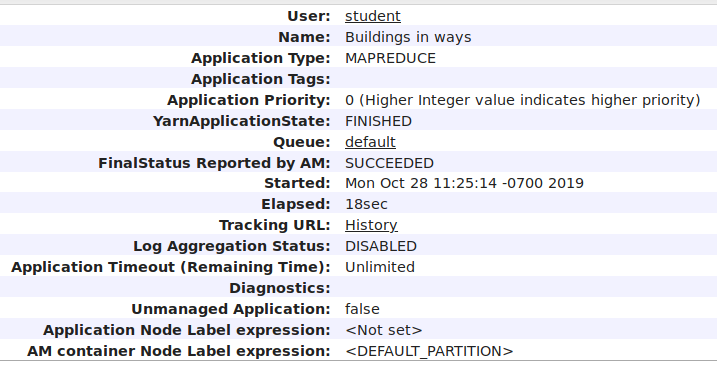 User: student
Name: Buildings in ways
Application Type: MAPREDUCE
Application Tags:
Application Priority: 0 (Higher Integer value indicates higher priority)
YarnApplicationState: FINISHED
Queue: default
FinalStatus Reported by AM: SUCCEEDED
Started: Mon Oct 28 11:25:14 -0700 2019
Elapsed: 18sec
Tracking URL: History
Log Aggregation Status: DISABLED
Application Timeout (Remaining Time): Unlimited
Diagnostics:
Unmanaged Application: false
Application Node Label expression: <Not set>
AM container Node Label expression: <DEFAULT_PARTITION>